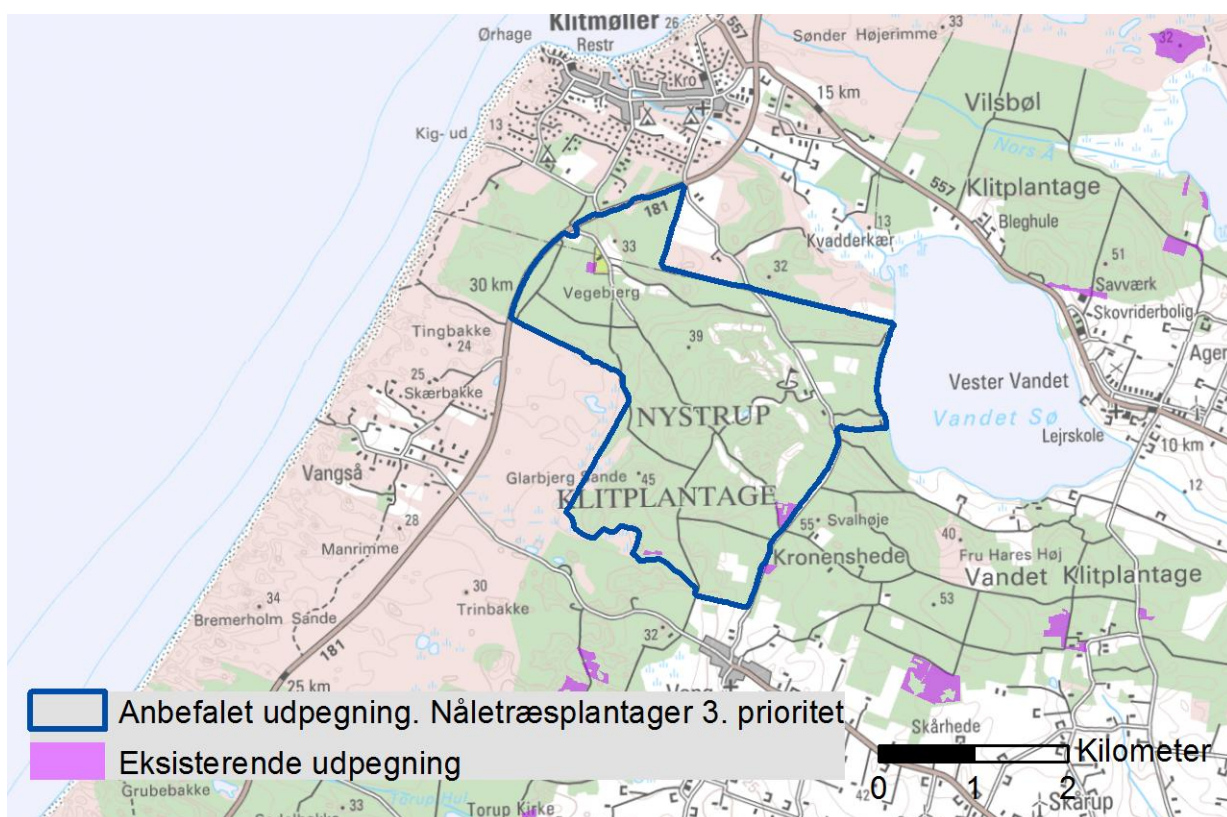 Klitmøller 26
557
33
32
Ørhage
Restr
Sønder Højerimme
Kro
15 km
Vilsbøl
Nors Å
Kig- ud
13
Klitplantage
557
181
Bleghule
13
Kvadderkær
33
32
51
Savværk
30 km
Vegebjerg
Skovriderbolig
Tingbakke
24
39
Ager
25
Skærbakke
Vester Vandet
NYSTRUP
Vandet Sø
Lejrskole
10 km
Vangså
Glarbjerg Sande
45
12
KLITPLANTAGE
28
55
Svalhøje
40
Manrimme
Kronenshede
Fru Hares Høj
30
Vandet Klitplantage
34
Trinbakke
53
Bremerholm Sande
32
181
25 km
Vang
Anbefalet udpegning. Nåletræsplantager 3. prioritet
Skårhede
Kilometer
Eksisterende udpegning
0 1 2
Grubebakke
42
33
Torup Kirke
Skårup